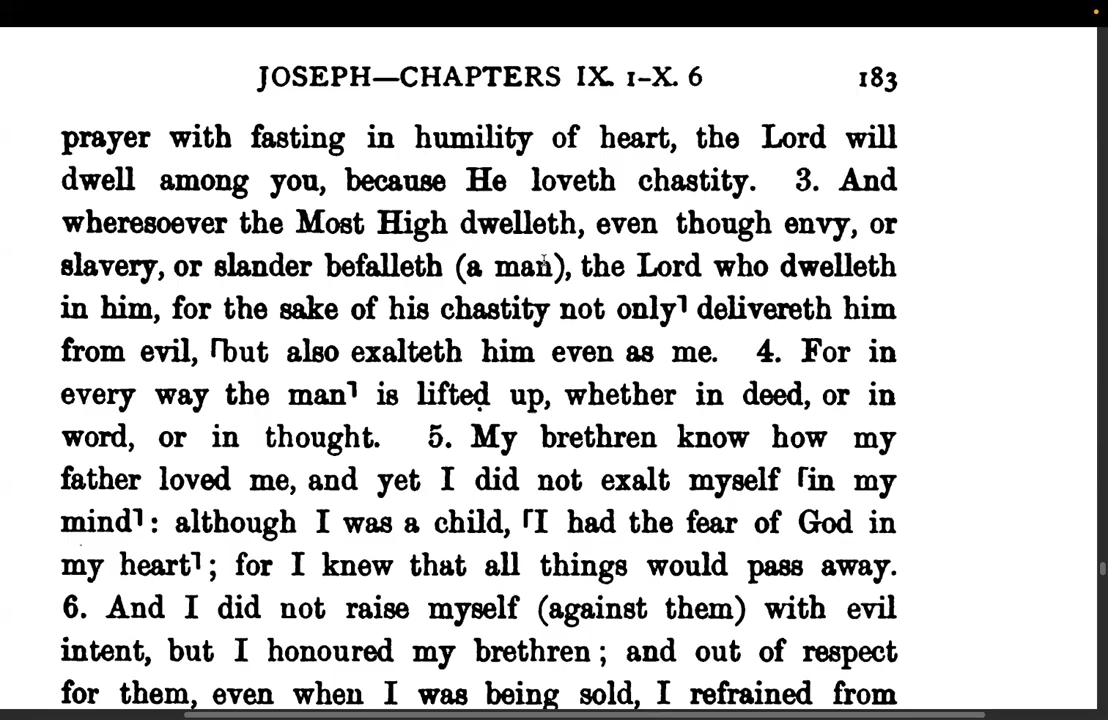 JOSEPH—CHAPTERS IX. 1–X. 6 183
prayer with fasting in humility of heart, the Lord will
dwell among you, because He loveth chastity. 3. And
wheresoever the Most High dwelleth, even though envy, or
slavery, or slander befalleth (a man), the Lord who dwelleth
in him, for the sake of his chastity not only⌝ delivereth him
from evil, ⌜but also exalteth him even as me. 4. For in
every way the man⌝ is lifted up, whether in deed, or in
word, or in thought. 5. My brethren know how my
father loved me, and yet I did not exalt myself ⌜in my
mind⌝: although I was a child, ⌜I had the fear of God in
my heart⌝; for I knew that all things would pass away.
6. And I did not raise myself (against them) with evil
intent, but I honoured my brethren; and out of respect
for them, even when I was being sold, I refrained from